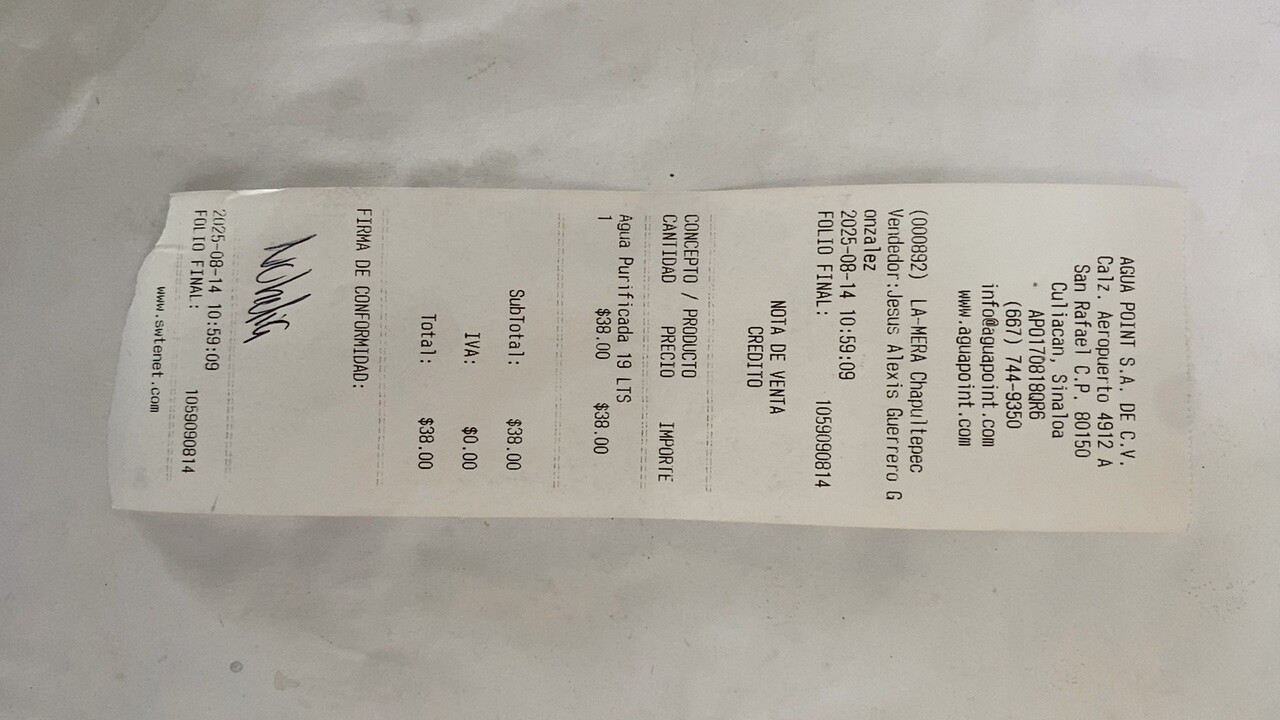 AGUA POINT S.A. DE C.V.
Calz. Aeropuerto 4912 A
San Rafael C.P. 80150
Culiacan, Sinaloa
APO170818QR6
(667) 744-9350
info@aguapoint.com
www.aguapoint.com
(000892) LA-MERA Chapultepec
Vendedor:Jesus Alexis Guerrero G
onzalez
2025-08-14 10:59:09
FOLIO FINAL: 1059090814
NOTA DE VENTA
CREDITO
CONCEPTO / PRODUCTO
CANTIDAD PRECIO IMPORTE
Agua Purificada 19 LTS
1 $38.00 $38.00
SubTotal: $38.00
IVA: $0.00
Total: $38.00
FIRMA DE CONFORMIDAD:
2025-08-14 10:59:09
FOLIO FINAL: 1059090814
www.swtenet.com